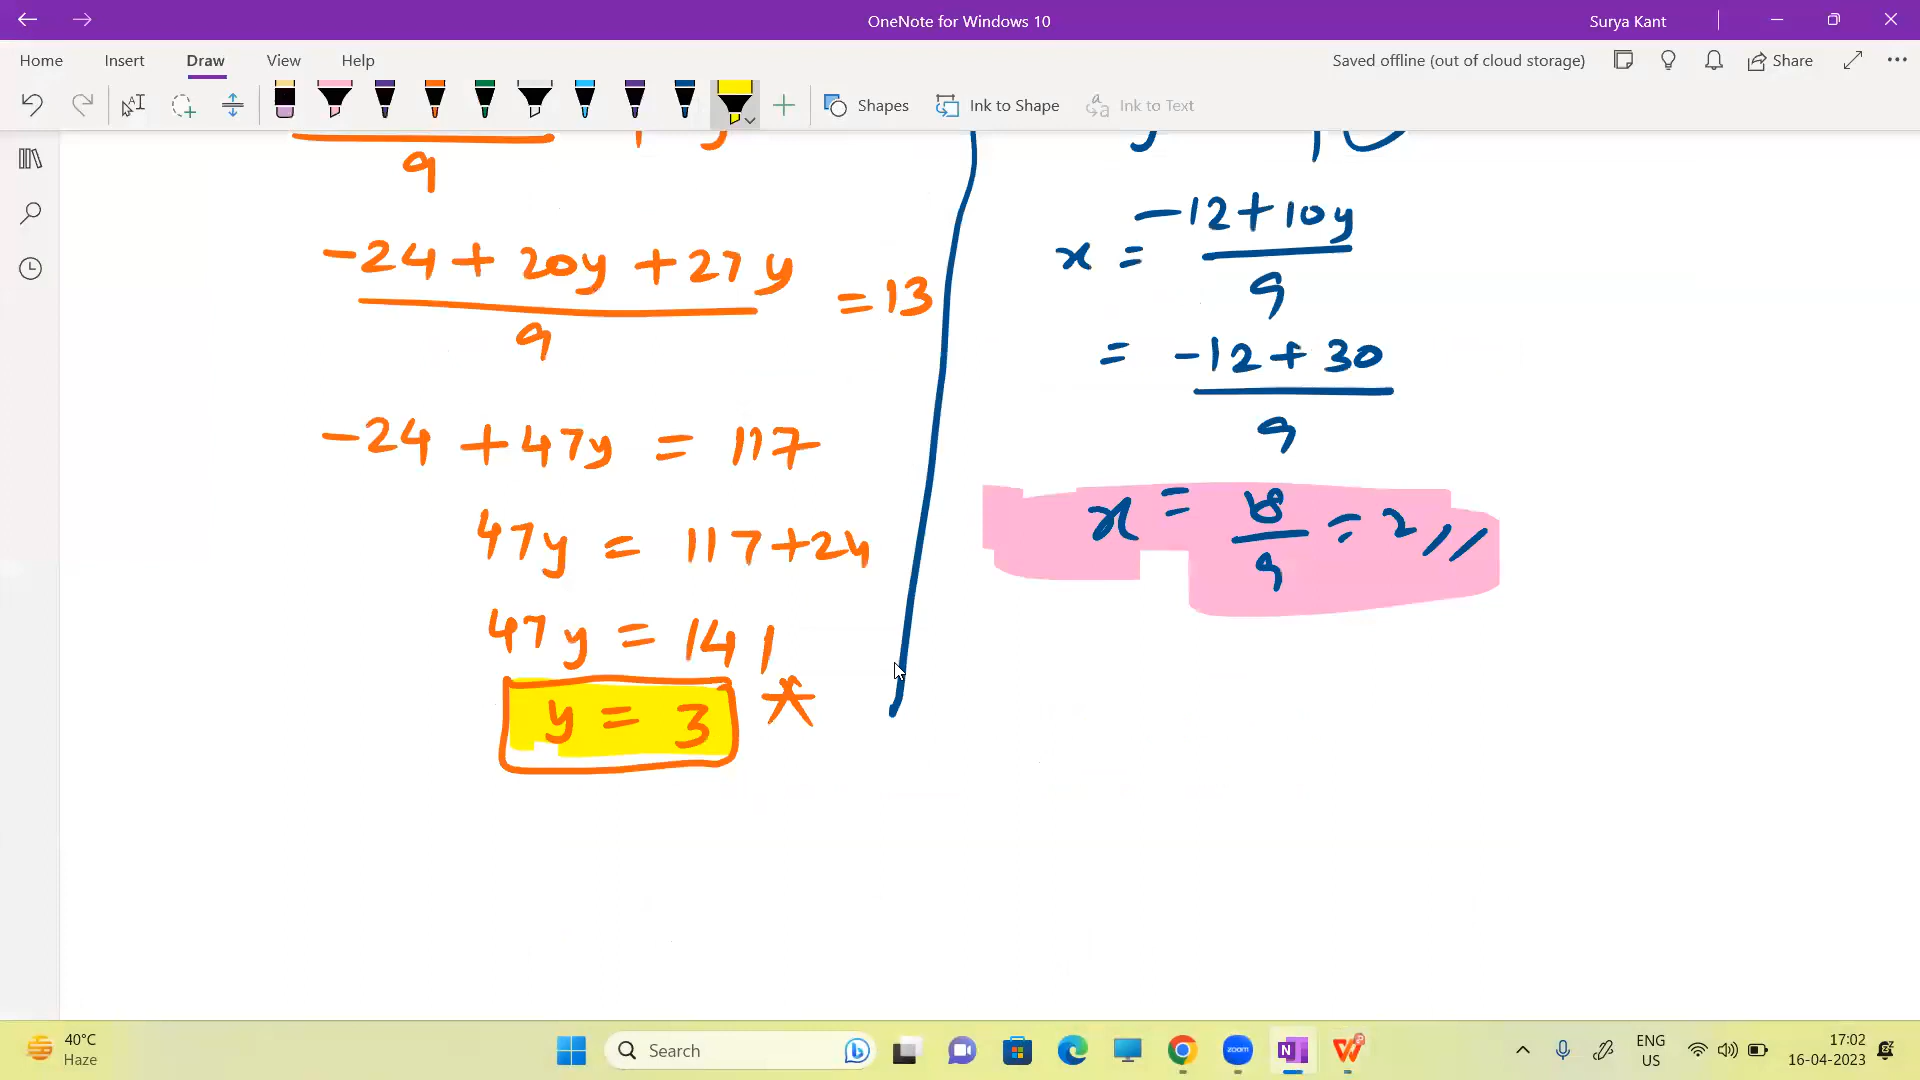 OneNote for Windows 10
Surya Kant
Home Insert Draw View Help
Saved offline (out of cloud storage)
Share
Shapes
Ink to Shape
Ink to Text
9
-24 + 20y + 27y
9
= 13
-24 + 47y = 117
47y = 117+24
47y = 141
y = 3 *
x = -12+10y
9
= -12 + 30
9
x = 18
9
= 2 //
40°C
Haze
Search
zoom
N
W
ENG
US
17:02
16-04-2023